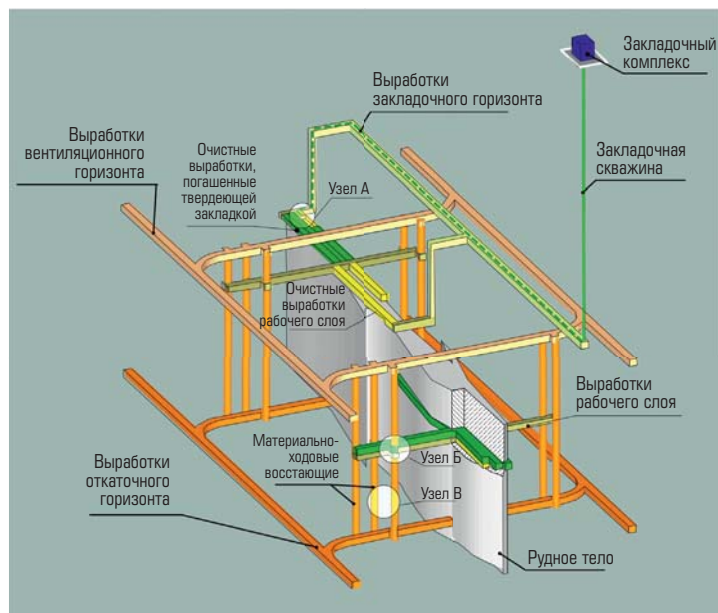 Закладочный
комплекс
Выработки
закладочного горизонта
Выработки
вентиляционного
горизонта
Очистные
выработки,
погашенные
твердеющей
закладкой
Закладочная
скважина
Узел А
Очистные
выработки
рабочего слоя
Выработки
рабочего слоя
Материально-
ходовые
восстающие
Узел Б
Выработки
откаточного
горизонта
Узел В
Рудное тело